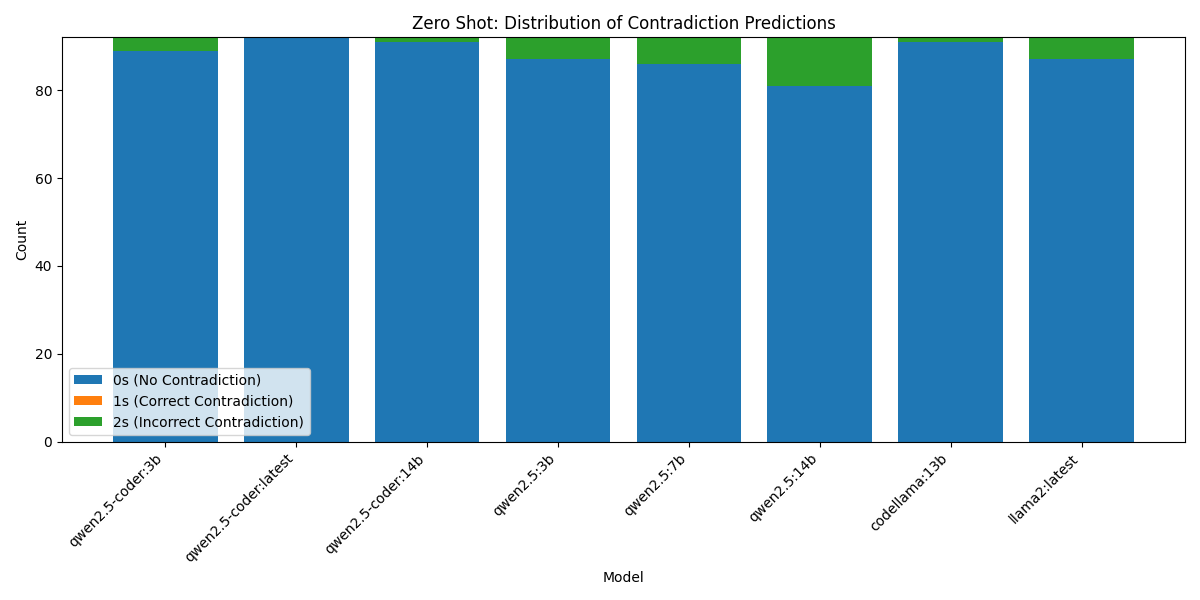 Zero Shot: Distribution of Contradiction Predictions
Count
80
60
40
20
0
0s (No Contradiction)
1s (Correct Contradiction)
2s (Incorrect Contradiction)
qwen2.5-coder:3b
qwen2.5-coder:latest
qwen2.5-coder:14b
qwen2.5:3b
qwen2.5:7b
qwen2.5:14b
codellama:13b
llama2:latest
Model